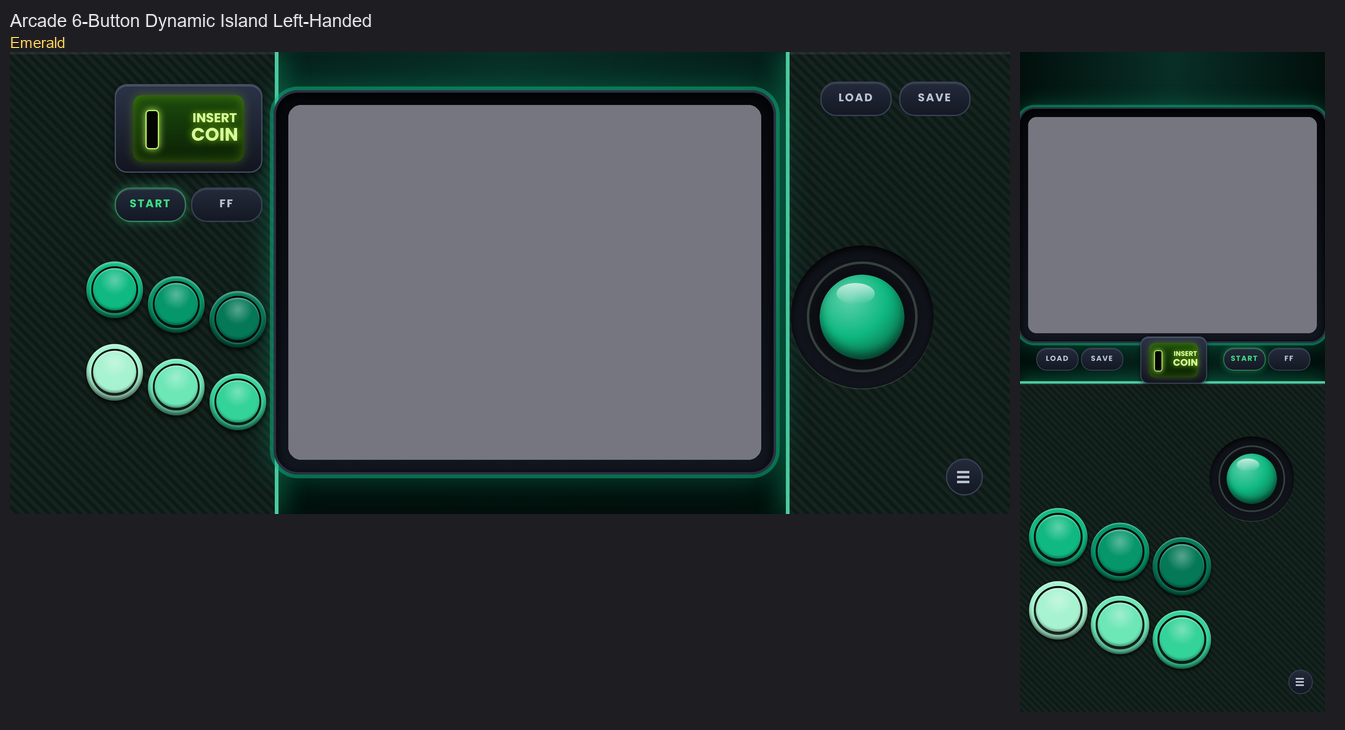 Arcade 6-Button Dynamic Island Left-Handed
Emerald
INSERT
COIN
START FF
LOAD SAVE
LOAD SAVE
INSERT
COIN
START FF